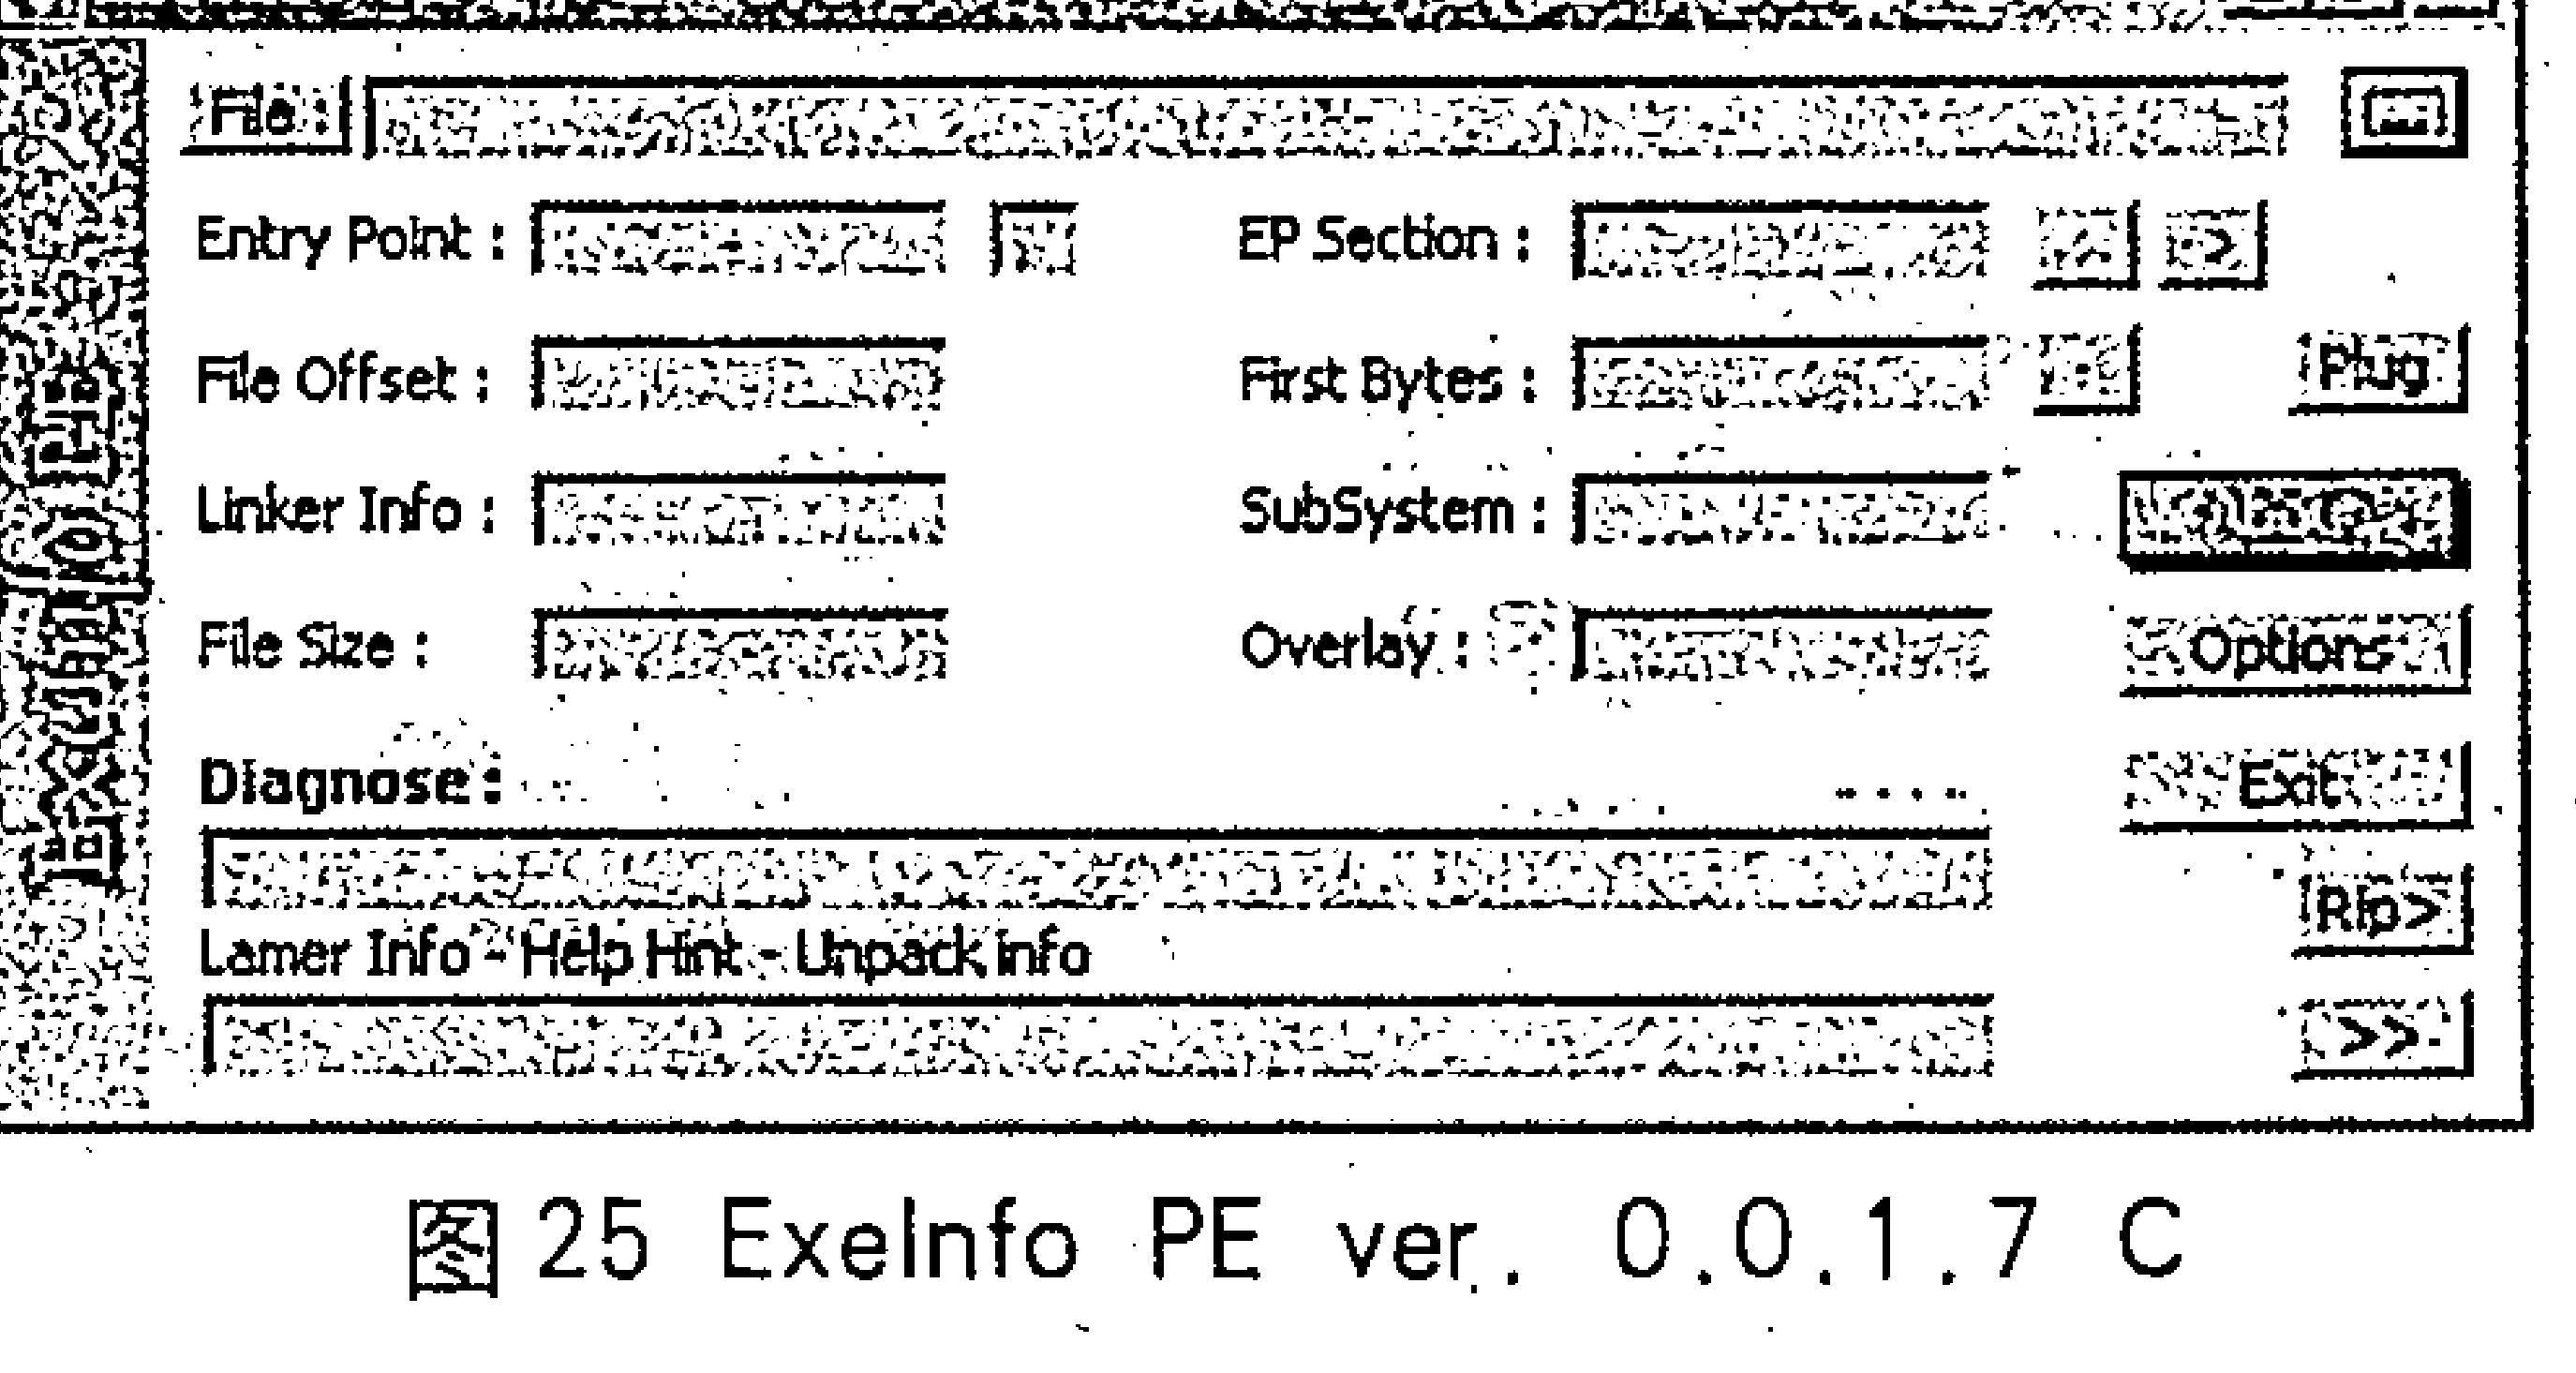 File :
Entry Point : EP Section : >
File Offset : First Bytes : Plug
Linker Info : SubSystem :
File Size : Overlay : Options
Diagnose : Exit
Rip>
Lamer Info - Help Hint - Unpack info
>>
ExeInfo PE
图 25 ExeInfo PE ver. 0.0.1.7 C